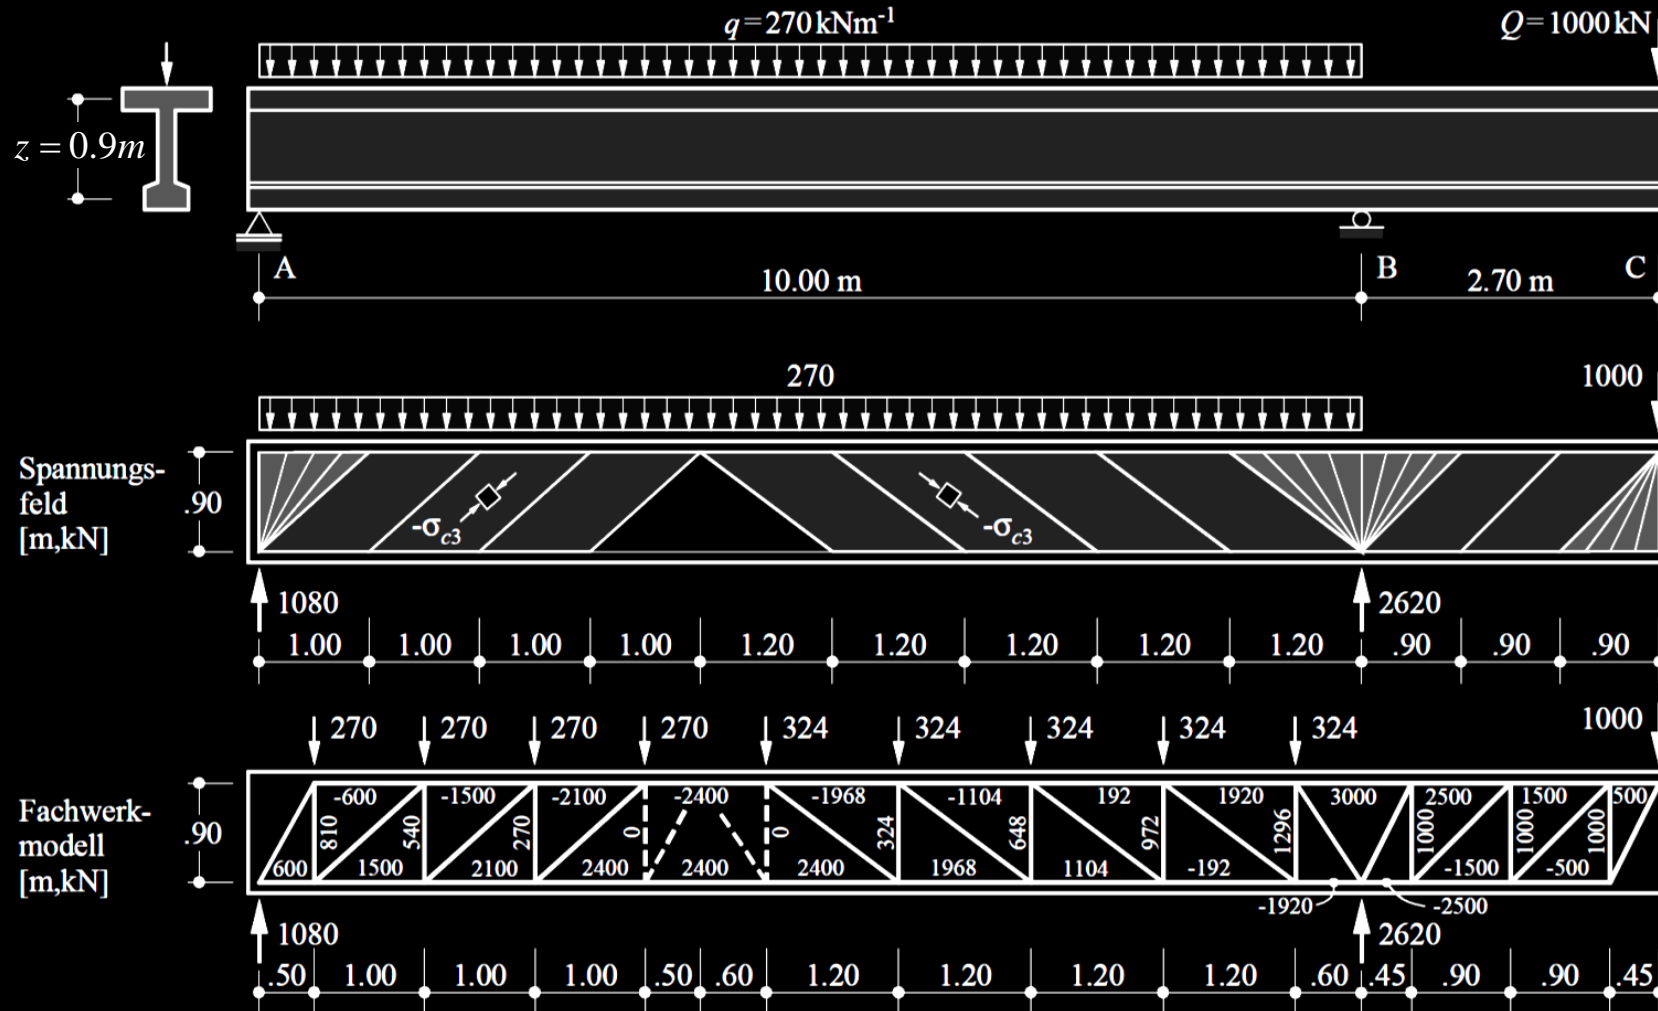 q=270 kNm-1
Q=1000 kN
z = 0.9m
A
B
C
10.00 m
2.70 m
270
1000
Spannungs-
feld
[m,kN]
.90
-σc3
-σc3
1080
2620
1.00 1.00 1.00 1.00 1.20 1.20 1.20 1.20 1.20 .90 .90 .90
270 270 270 270 324 324 324 324 324 1000
Fachwerk-
modell
[m,kN]
.90
-600 -1500 -2100 -2400 -1968 -1104 192 1920 3000 2500 1500 500
810 540 270 0 0 324 648 972 1296 1000 1000 1000
600 1500 2100 2400 2400 2400 1968 1104 -192 -1500 -500
-1920 -2500
1080
2620
.50 1.00 1.00 1.00 .50 .60 1.20 1.20 1.20 1.20 .60 .45 .90 .90 .45